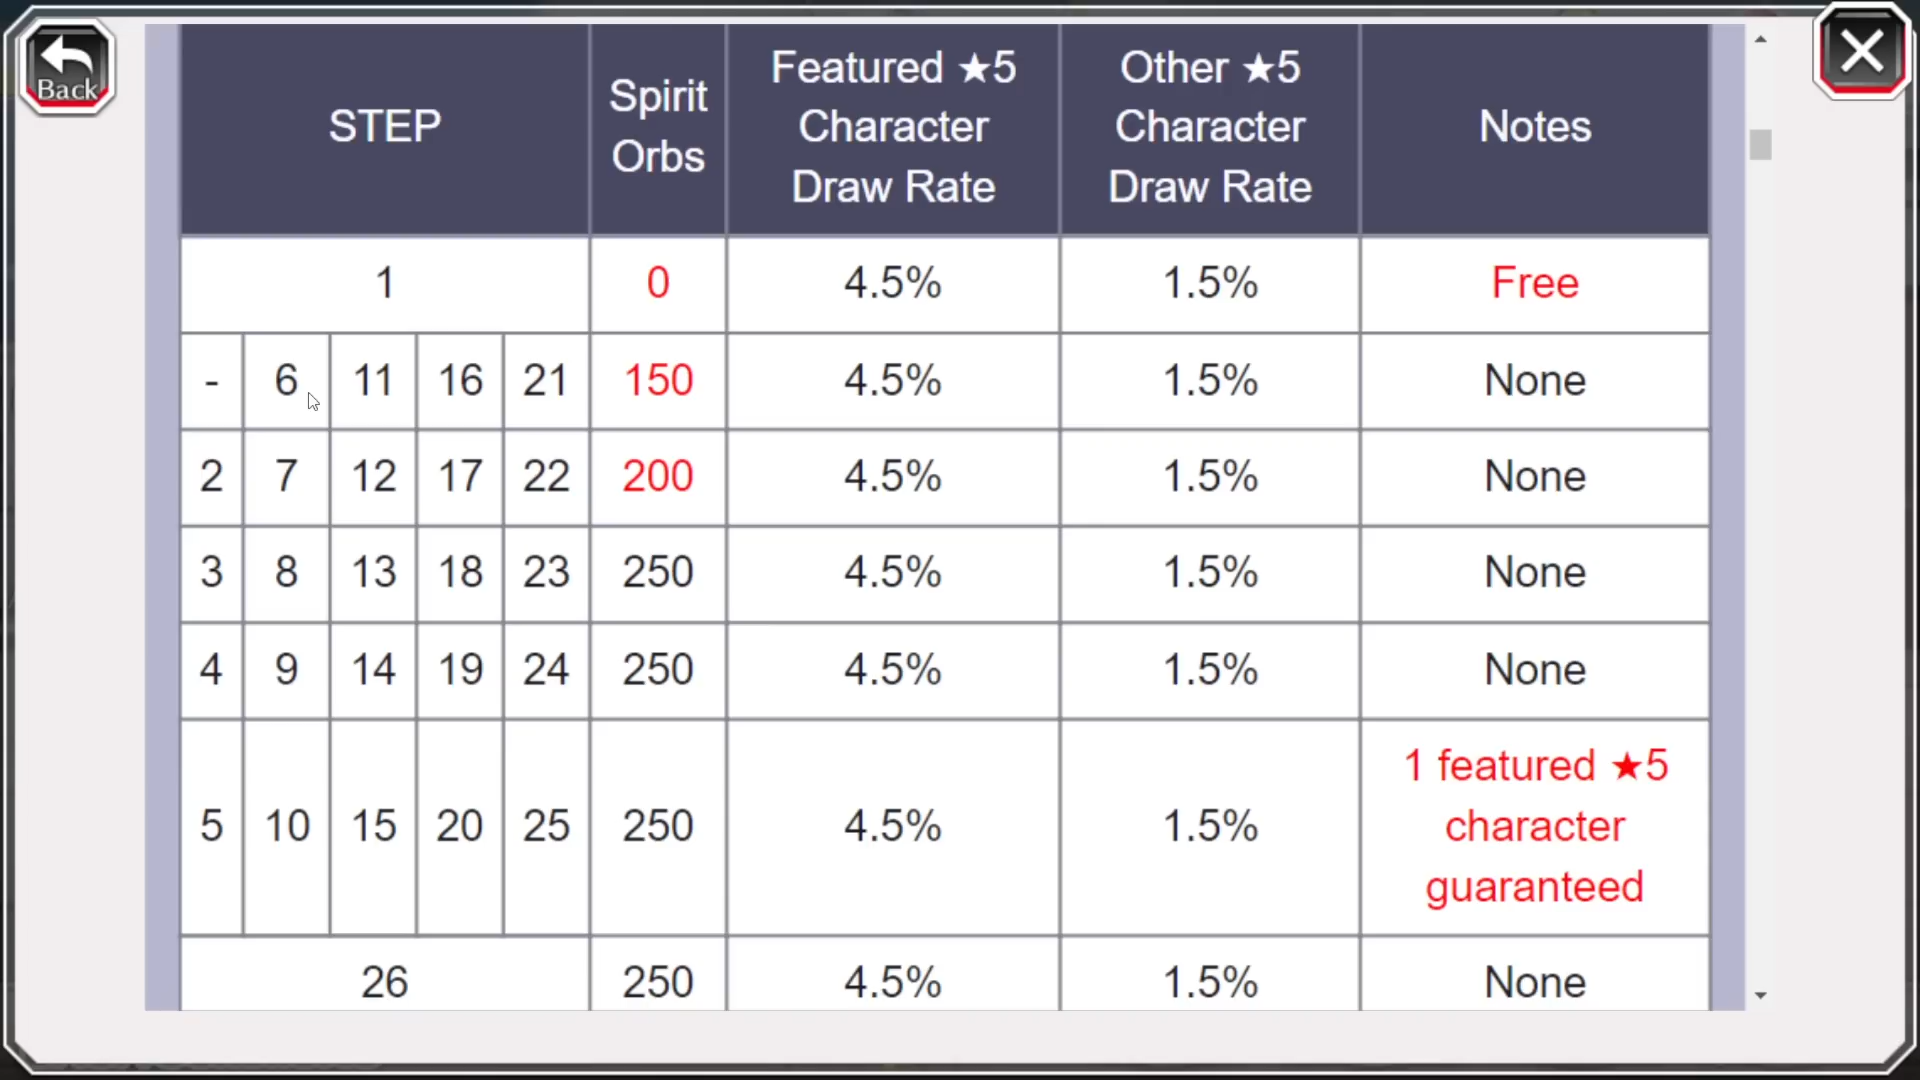 Back
STEP
Spirit
Orbs
Featured ★5
Character
Draw Rate
Other ★5
Character
Draw Rate
Notes
1 0 4.5% 1.5% Free
- 6 11 16 21 150 4.5% 1.5% None
2 7 12 17 22 200 4.5% 1.5% None
3 8 13 18 23 250 4.5% 1.5% None
4 9 14 19 24 250 4.5% 1.5% None
5 10 15 20 25 250 4.5% 1.5%
1 featured ★5
character
guaranteed
26 250 4.5% 1.5% None